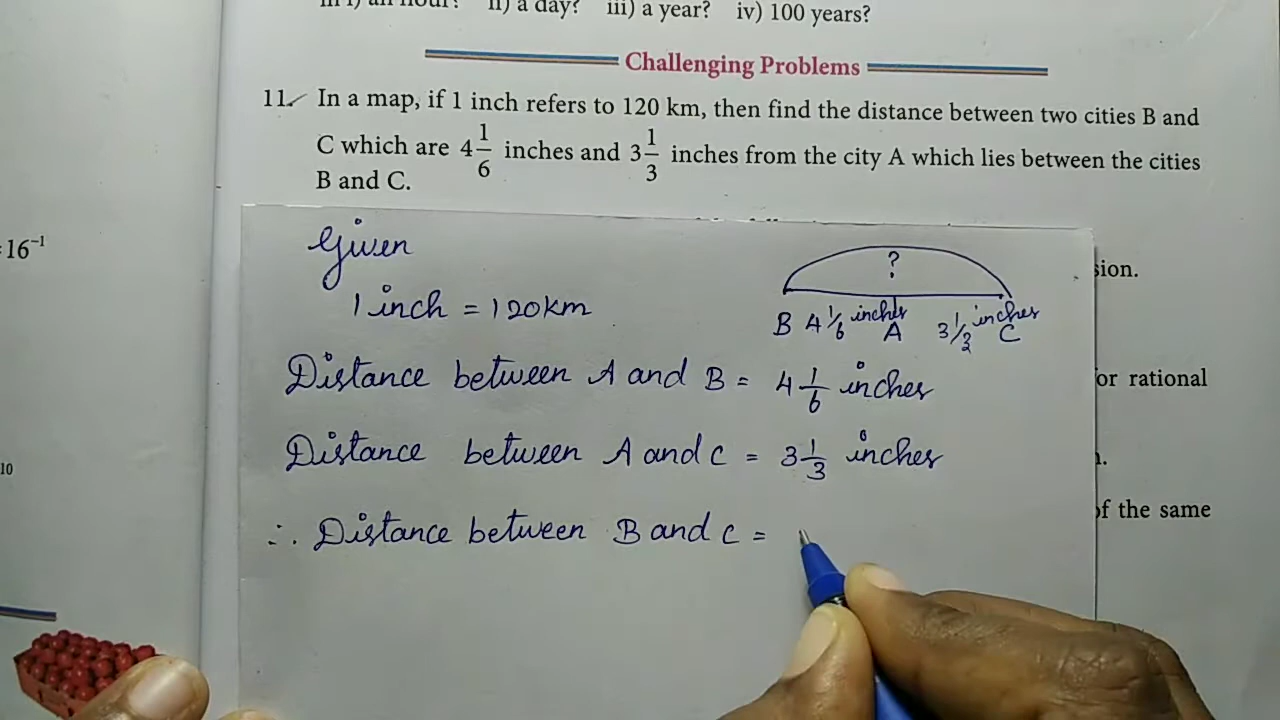 ii) a day? iii) a year? iv) 100 years?
Challenging Problems
11. In a map, if 1 inch refers to 120 km, then find the distance between two cities B and
C which are 4 1/6 inches and 3 1/3 inches from the city A which lies between the cities
B and C.
16⁻¹
10
Given
1 inch = 120km
?
B 4 1/6 inches A 3 1/3 inches C
Distance between A and B = 4 1/6 inches
Distance between A and C = 3 1/3 inches
∴ Distance between B and C =
sion.
or rational
of the same